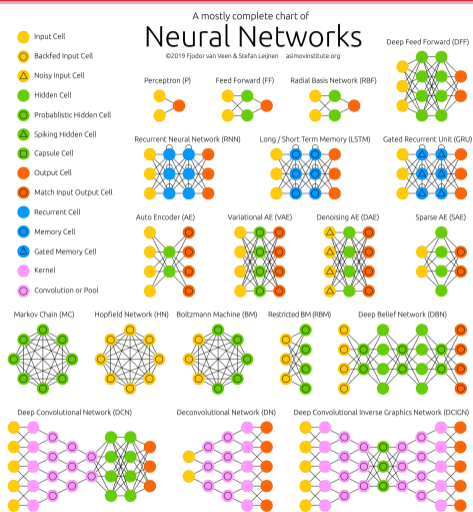 A mostly complete chart of
Neural Networks
©2019 Fjodor van Veen & Stefan Leijnen asimovinstitute.org
Input Cell
Backfed Input Cell
Noisy Input Cell
Hidden Cell
Probablistic Hidden Cell
Spiking Hidden Cell
Capsule Cell
Output Cell
Match Input Output Cell
Recurrent Cell
Memory Cell
Gated Memory Cell
Kernel
Convolution or Pool
Deep Feed Forward (DFF)
Perceptron (P)
Feed Forward (FF)
Radial Basis Network (RBF)
Recurrent Neural Network (RNN)
Long / Short Term Memory (LSTM)
Gated Recurrent Unit (GRU)
Auto Encoder (AE)
Variational AE (VAE)
Denoising AE (DAE)
Sparse AE (SAE)
Markov Chain (MC)
Hopfield Network (HN)
Boltzmann Machine (BM)
Restricted BM (RBM)
Deep Belief Network (DBN)
Deep Convolutional Network (DCN)
Deconvolutional Network (DN)
Deep Convolutional Inverse Graphics Network (DCIGN)